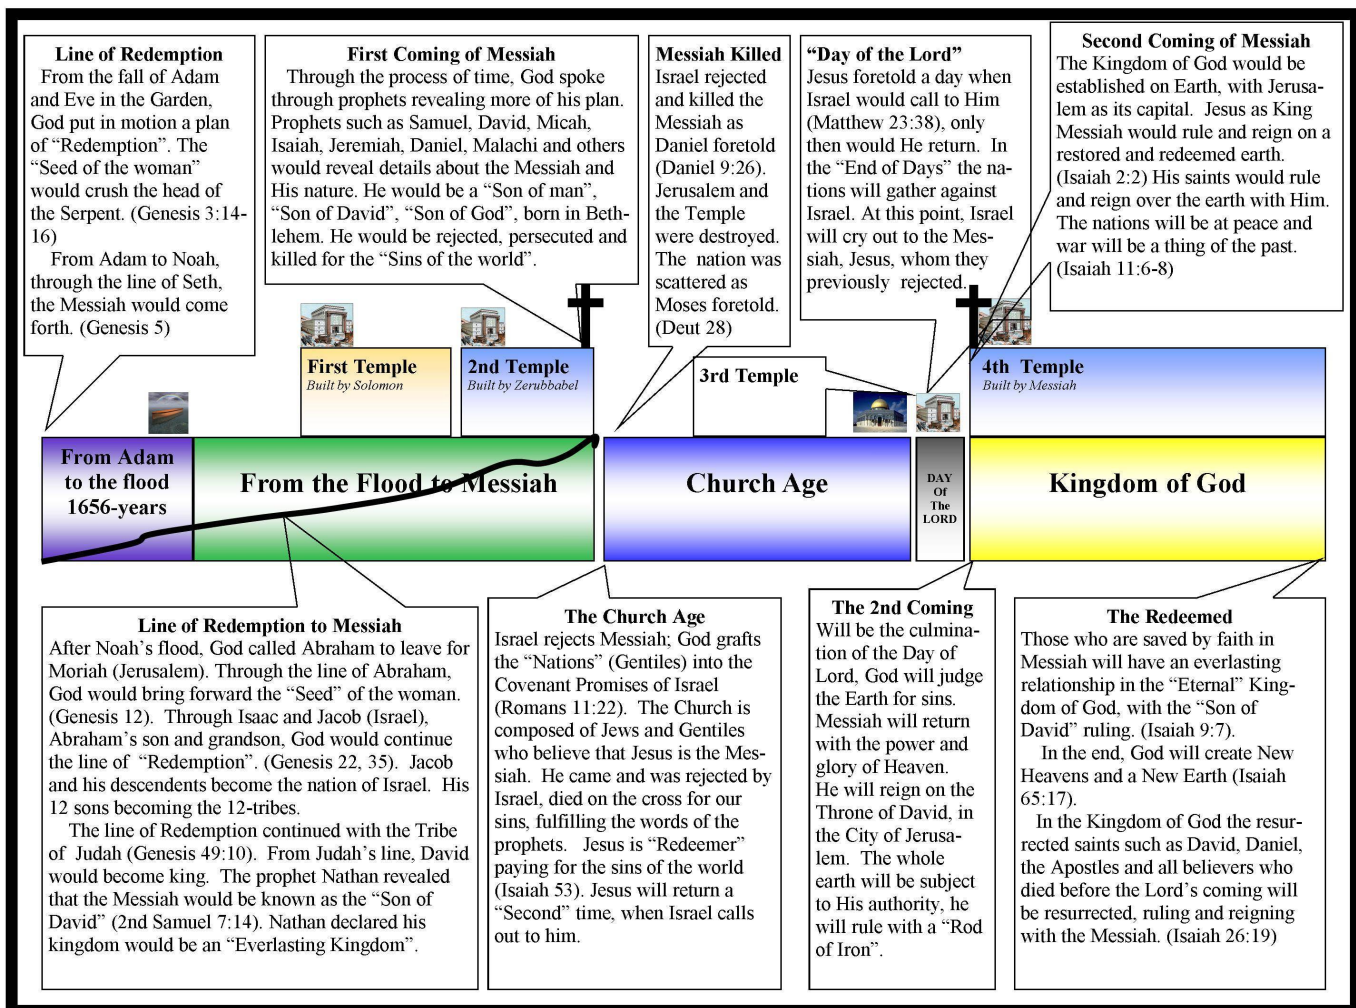 Line of Redemption
From the fall of Adam
and Eve in the Garden,
God put in motion a plan
of “Redemption”. The
“Seed of the woman”
would crush the head of
the Serpent. (Genesis 3:14-
16)
From Adam to Noah,
through the line of Seth,
the Messiah would come
forth. (Genesis 5)
First Coming of Messiah
Through the process of time, God spoke
through prophets revealing more of his plan.
Prophets such as Samuel, David, Micah,
Isaiah, Jeremiah, Daniel, Malachi and others
would reveal details about the Messiah and
His nature. He would be a “Son of man”,
“Son of David”, “Son of God”, born in Beth-
lehem. He would be rejected, persecuted and
killed for the “Sins of the world”.
Messiah Killed
Israel rejected
and killed the
Messiah as
Daniel foretold
(Daniel 9:26).
Jerusalem and
the Temple
were destroyed.
The nation was
scattered as
Moses foretold.
(Deut 28)
“Day of the Lord”
Jesus foretold a day when
Israel would call to Him
(Matthew 23:38), only
then would He return. In
the “End of Days” the na-
tions will gather against
Israel. At this point, Israel
will cry out to the Mes-
siah, Jesus, whom they
previously rejected.
Second Coming of Messiah
The Kingdom of God would be
established on Earth, with Jerusa-
lem as its capital. Jesus as King
Messiah would rule and reign on a
restored and redeemed earth.
(Isaiah 2:2) His saints would rule
and reign over the earth with Him.
The nations will be at peace and
war will be a thing of the past.
(Isaiah 11:6-8)
First Temple
Built by Solomon
2nd Temple
Built by Zerubbabel
3rd Temple
4th Temple
Built by Messiah
From Adam
to the flood
1656-years
From the Flood to Messiah
Church Age
DAY
Of
The
LORD
Kingdom of God
Line of Redemption to Messiah
After Noah’s flood, God called Abraham to leave for
Moriah (Jerusalem). Through the line of Abraham,
God would bring forward the “Seed” of the woman.
(Genesis 12). Through Isaac and Jacob (Israel),
Abraham’s son and grandson, God would continue
the line of “Redemption”. (Genesis 22, 35). Jacob
and his descendents become the nation of Israel. His
12 sons becoming the 12-tribes.
The line of Redemption continued with the Tribe
of Judah (Genesis 49:10). From Judah’s line, David
would become king. The prophet Nathan revealed
that the Messiah would be known as the “Son of
David” (2nd Samuel 7:14). Nathan declared his
kingdom would be an “Everlasting Kingdom”.
The Church Age
Israel rejects Messiah; God grafts
the “Nations” (Gentiles) into the
Covenant Promises of Israel
(Romans 11:22). The Church is
composed of Jews and Gentiles
who believe that Jesus is the Mes-
siah. He came and was rejected by
Israel, died on the cross for our
sins, fulfilling the words of the
prophets. Jesus is “Redeemer”
paying for the sins of the world
(Isaiah 53). Jesus will return a
“Second” time, when Israel calls
out to him.
The 2nd Coming
Will be the culmina-
tion of the Day of
Lord, God will judge
the Earth for sins.
Messiah will return
with the power and
glory of Heaven.
He will reign on the
Throne of David, in
the City of Jerusa-
lem. The whole
earth will be subject
to His authority, he
will rule with a “Rod
of Iron”.
The Redeemed
Those who are saved by faith in
Messiah will have an everlasting
relationship in the “Eternal” King-
dom of God, with the “Son of
David” ruling. (Isaiah 9:7).
In the end, God will create New
Heavens and a New Earth (Isaiah
65:17).
In the Kingdom of God the resur-
rected saints such as David, Daniel,
the Apostles and all believers who
died before the Lord’s coming will
be resurrected, ruling and reigning
with the Messiah. (Isaiah 26:19)